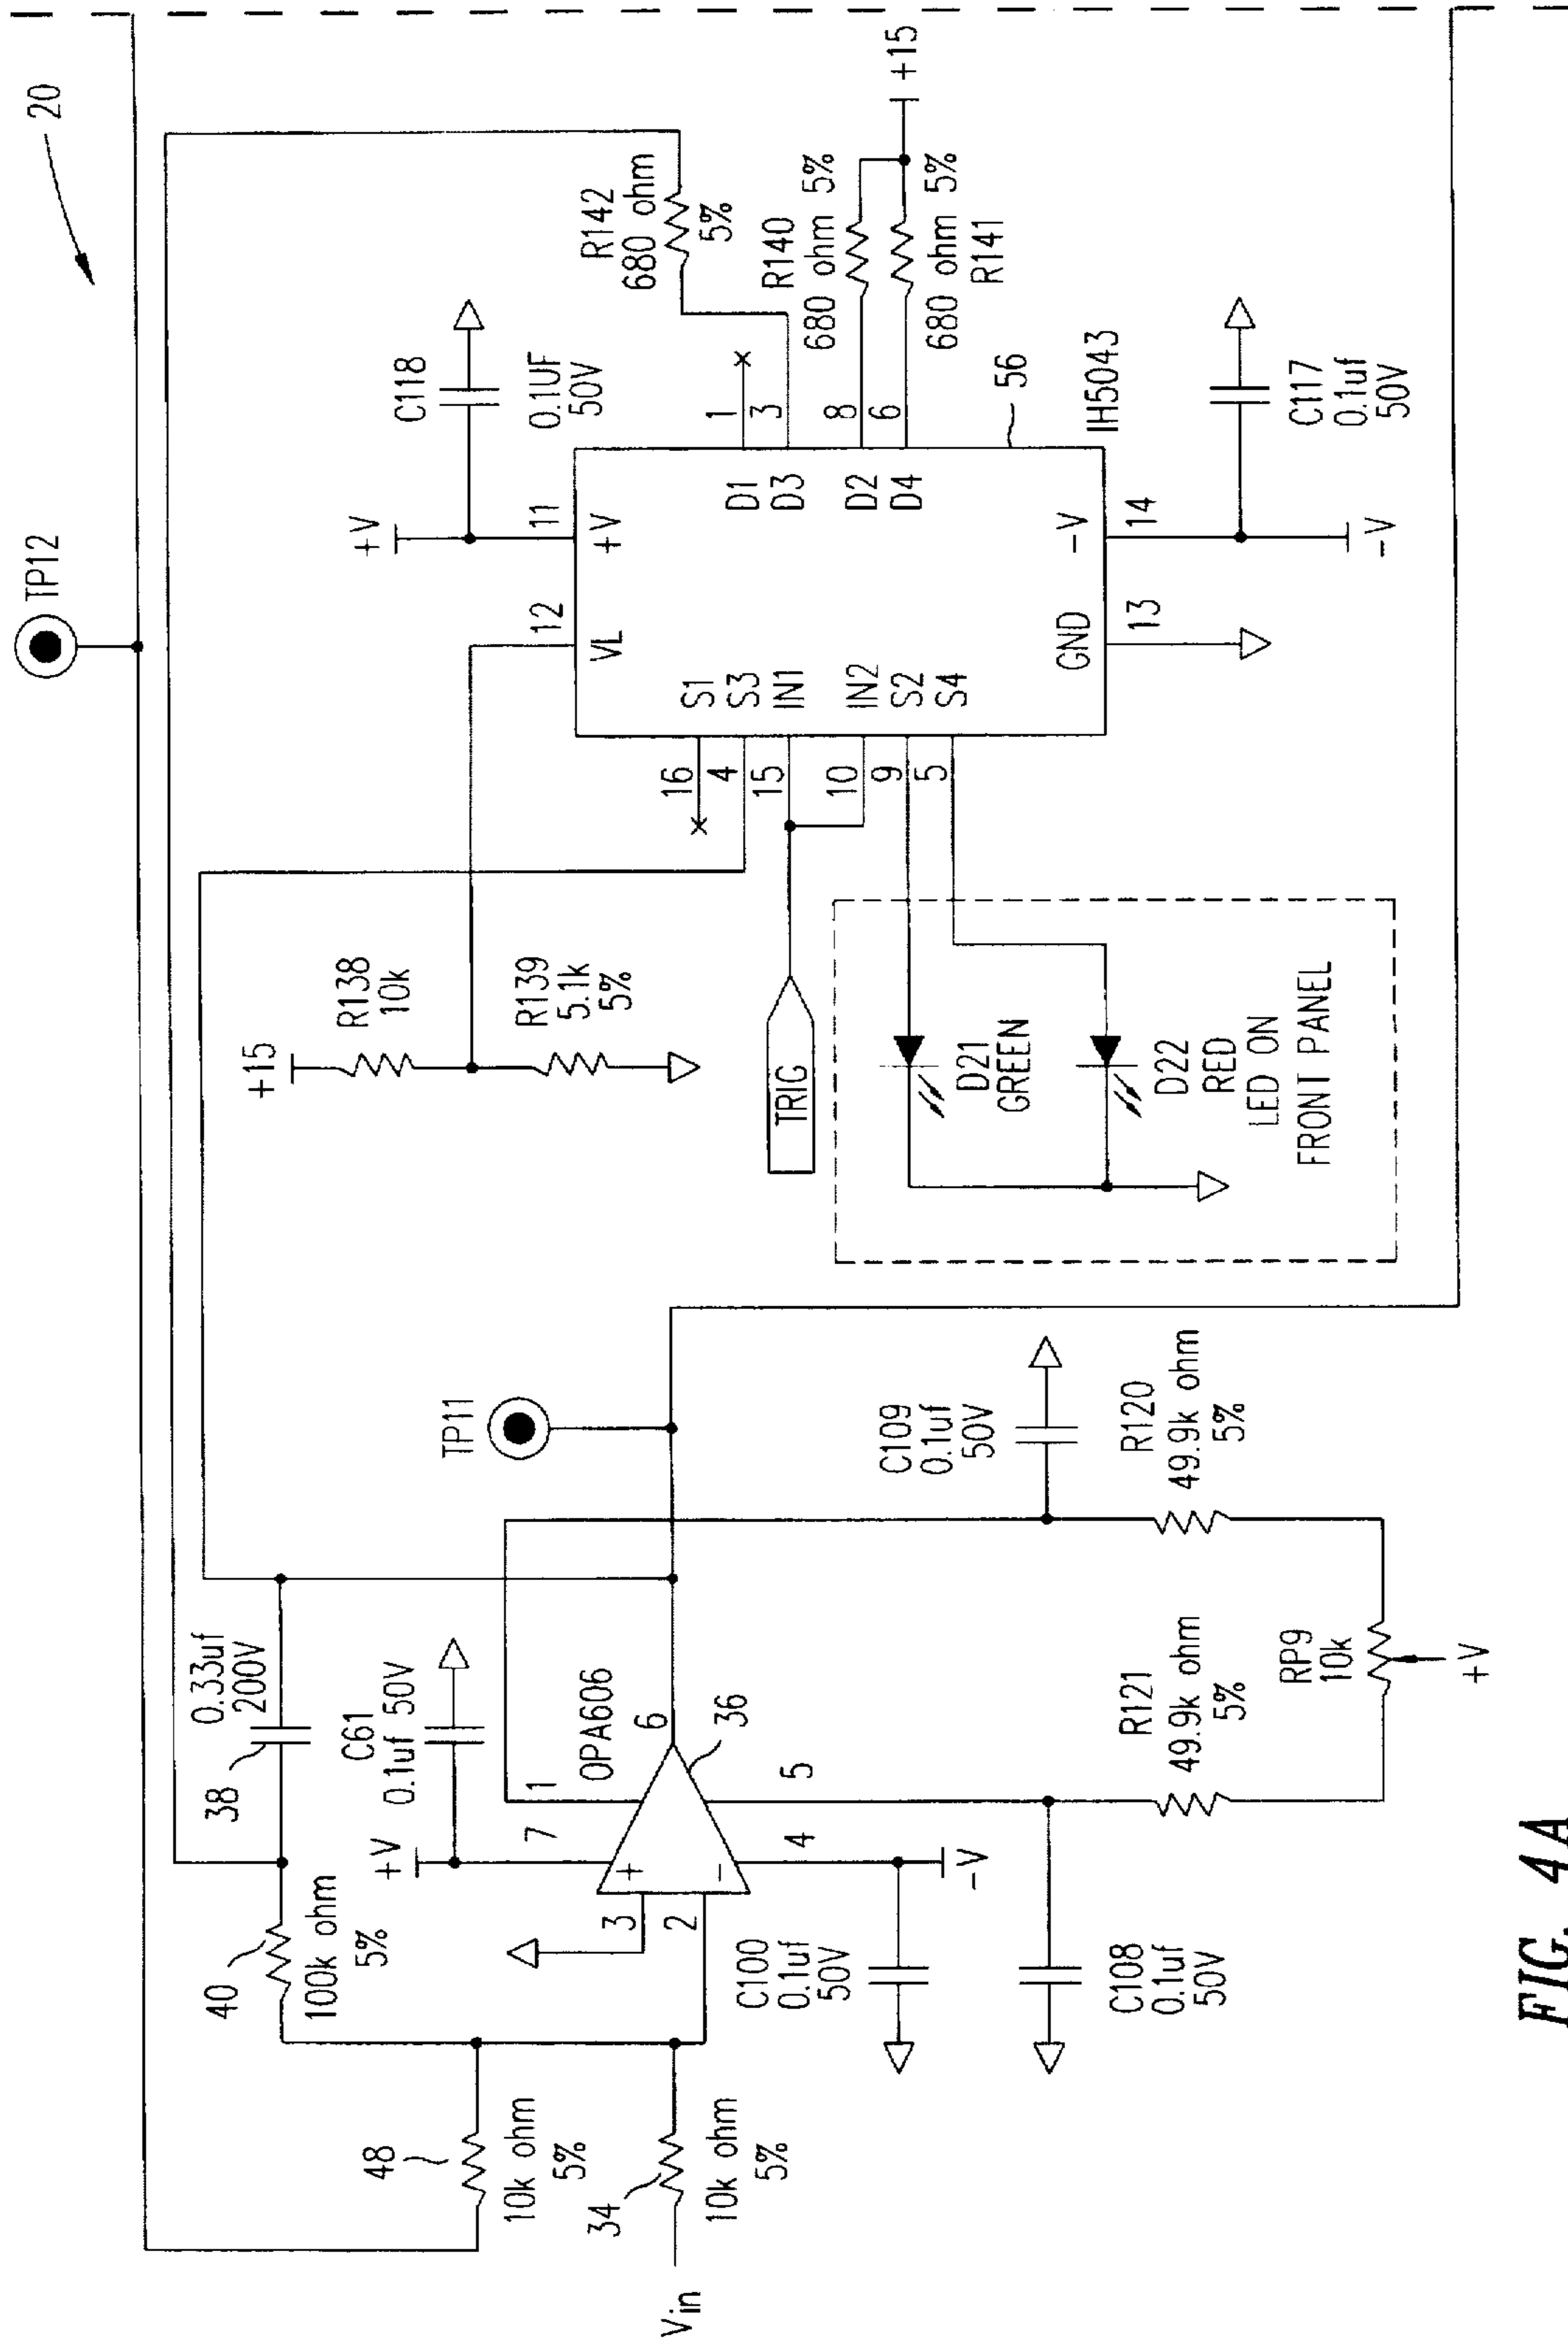 20
TP12
+V
C118
0.1UF
50V
R142
680 ohm
5%
R140
680 ohm 5%
680 ohm 5%
R141
+15
+15
R138
10k
R139
5.1k
5%
12
VL
11
+V
16
S1
4
S3
15
IN1
10
IN2
9
S2
5
S4
1
D1
3
D3
8
D2
6
D4
56
IH5043
GND
13
-V
14
C117
0.1uf
50V
-V
TRIG
D21
GREEN
D22
RED
LED ON
FRONT PANEL
TP11
0.33uf
200V
38
40
100k ohm
5%
+V
C61
0.1uf 50V
7
1
OPA606
6
36
3
+
2
-
4
5
-V
48
10k ohm
5%
34
10k ohm
5%
Vin
C100
0.1uf
50V
C108
0.1uf
50V
C109
0.1uf
50V
R120
49.9k ohm
5%
R121
49.9k ohm
5%
RP9
10k
+V
FIG. 4A